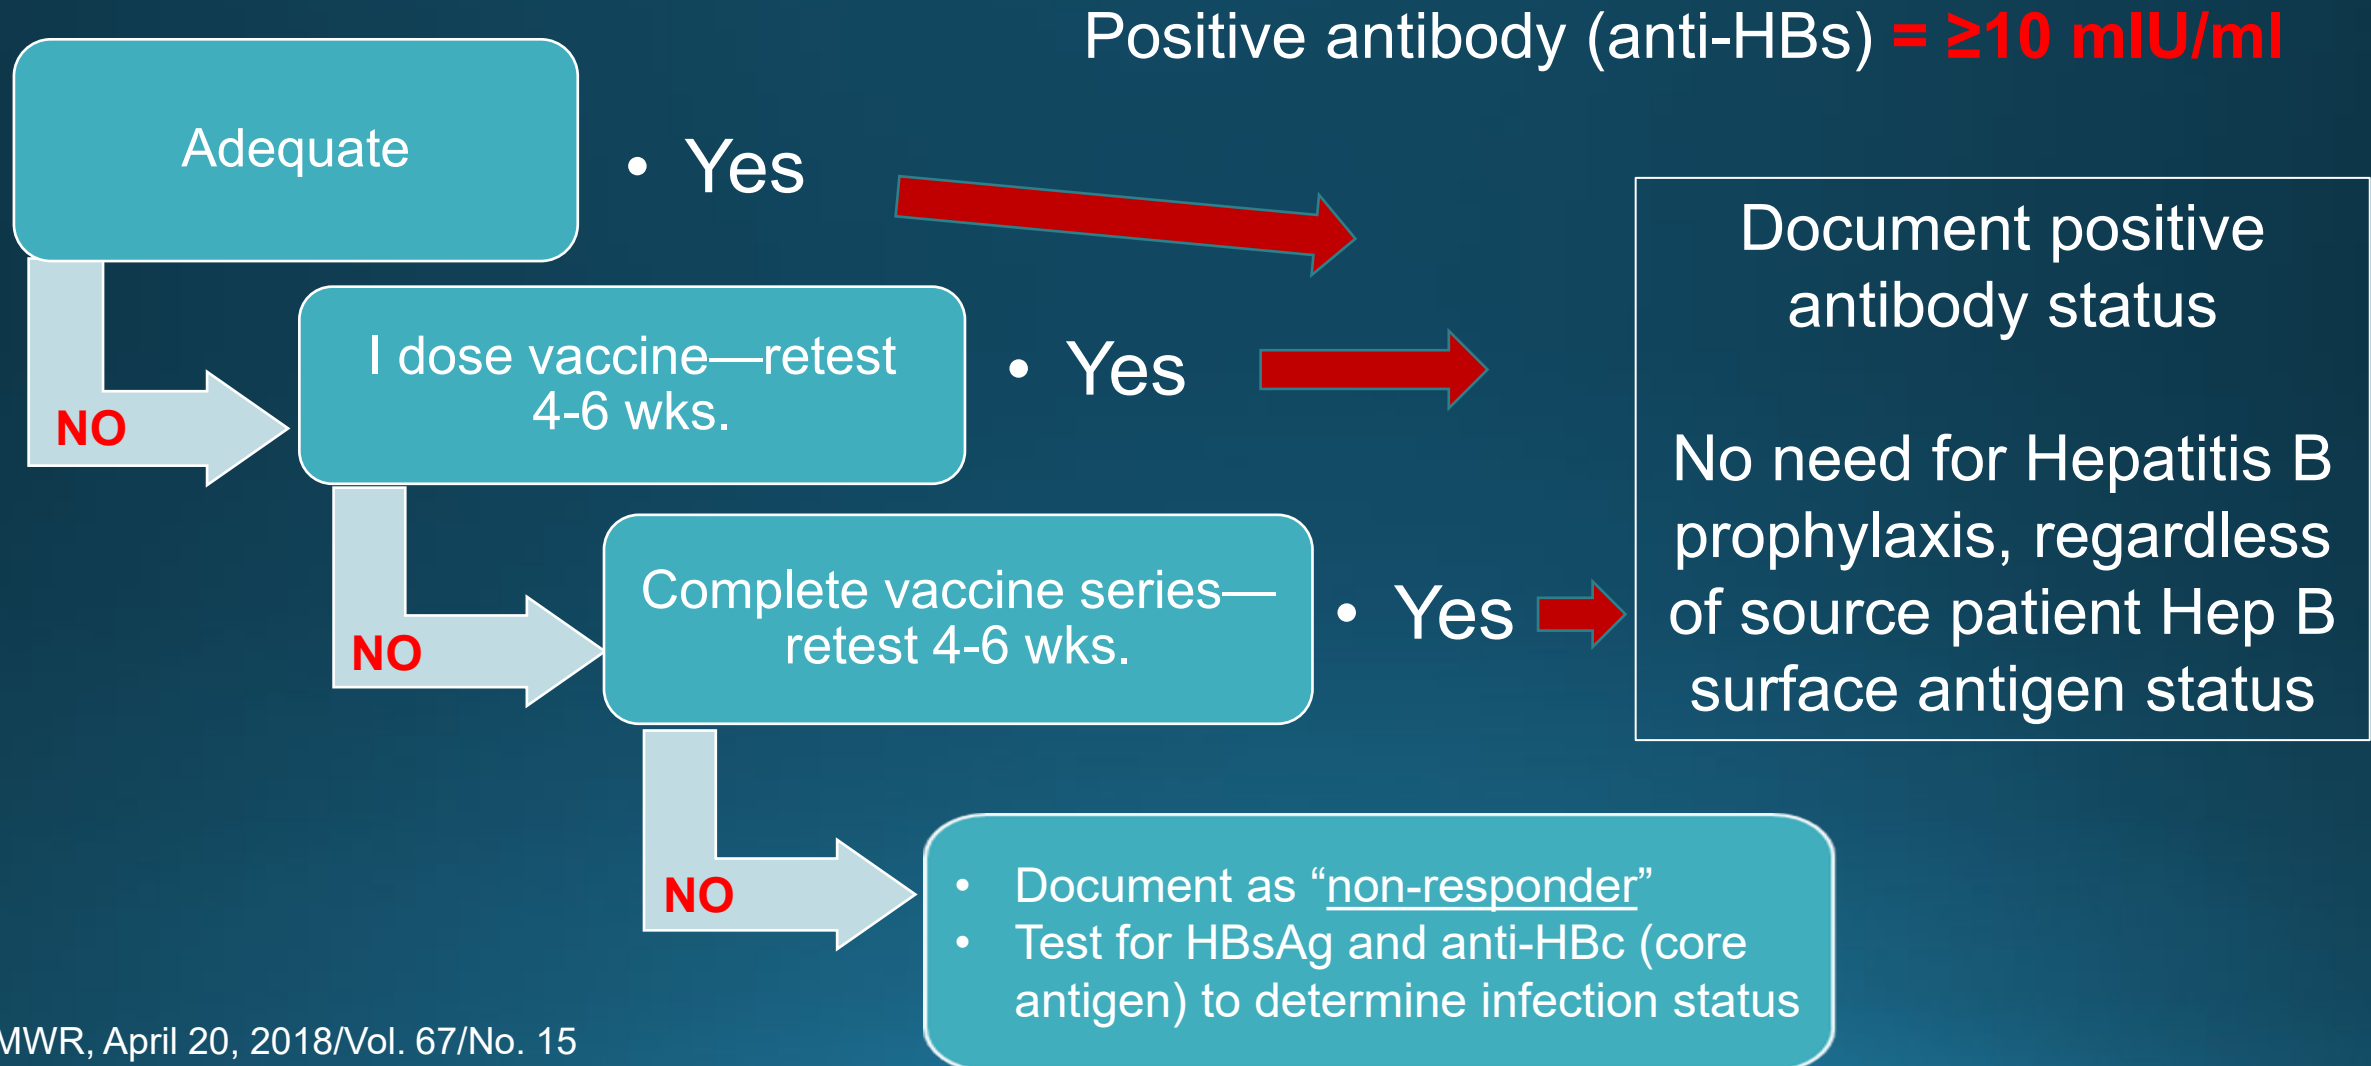 Positive antibody (anti-HBs) = ≥10 mIU/ml
Adequate
• Yes
NO
I dose vaccine—retest
4-6 wks.
• Yes
NO
Complete vaccine series—
retest 4-6 wks.
• Yes
Document positive
antibody status
No need for Hepatitis B
prophylaxis, regardless
of source patient Hep B
surface antigen status
NO
• Document as “non-responder”
• Test for HBsAg and anti-HBc (core
antigen) to determine infection status
MWR, April 20, 2018/Vol. 67/No. 15